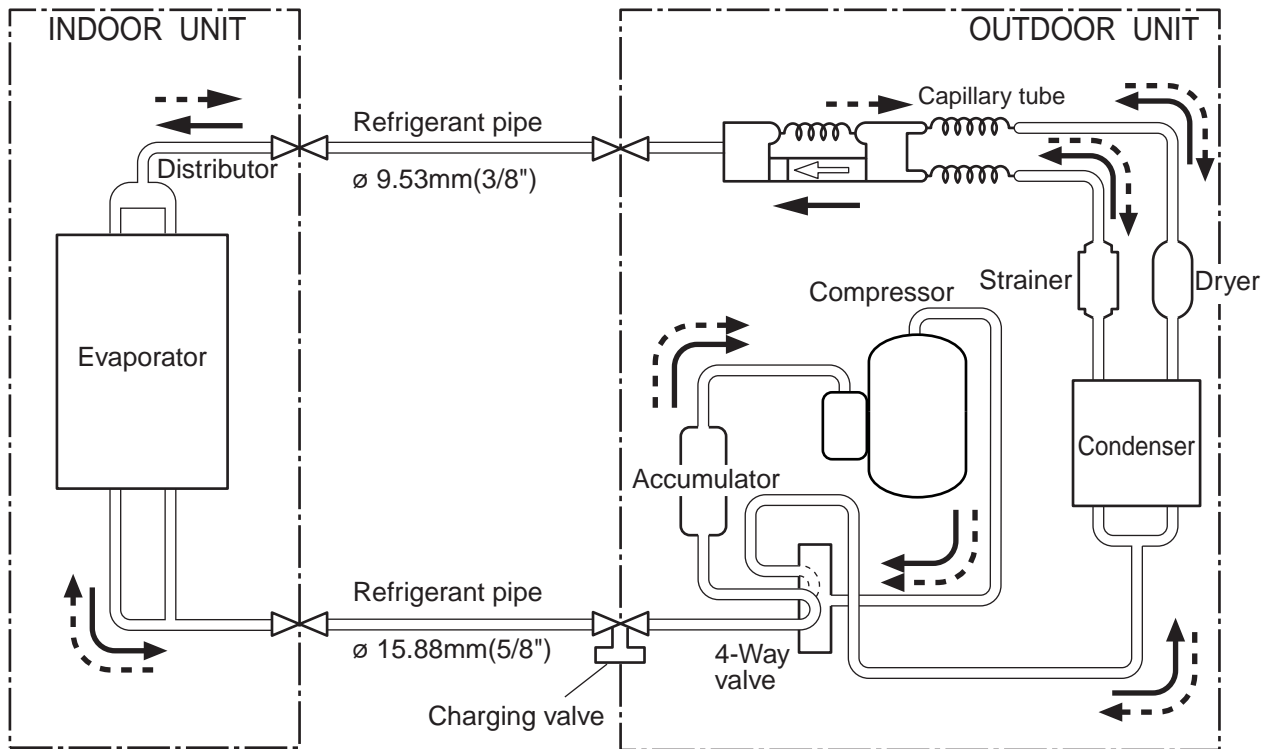 INDOOR UNIT
OUTDOOR UNIT
Capillary tube
Refrigerant pipe
Distributor
ø 9.53mm(3/8")
Strainer
Dryer
Compressor
Evaporator
Condenser
Accumulator
Refrigerant pipe
ø 15.88mm(5/8")
4-Way
valve
Charging valve